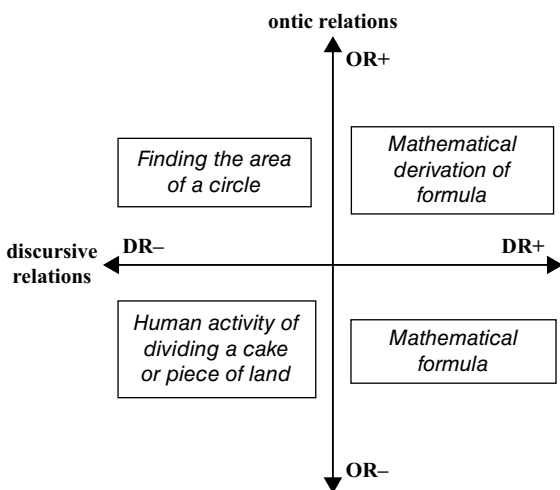 ontic relations
OR+
Finding the area
of a circle
Mathematical
derivation of
formula
discursive
relations
DR–
DR+
Human activity of
dividing a cake
or piece of land
Mathematical
formula
OR–